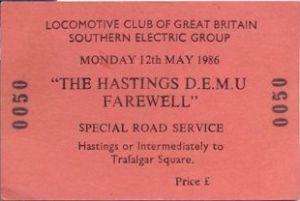 LOCOMOTIVE CLUB OF GREAT BRITAIN
SOUTHERN ELECTRIC GROUP
MONDAY 12th MAY 1986
"THE HASTINGS D.E.M.U
FAREWELL"
SPECIAL ROAD SERVICE
Hastings or Intermediately to
Trafalgar Square.
Price £
0050
0050